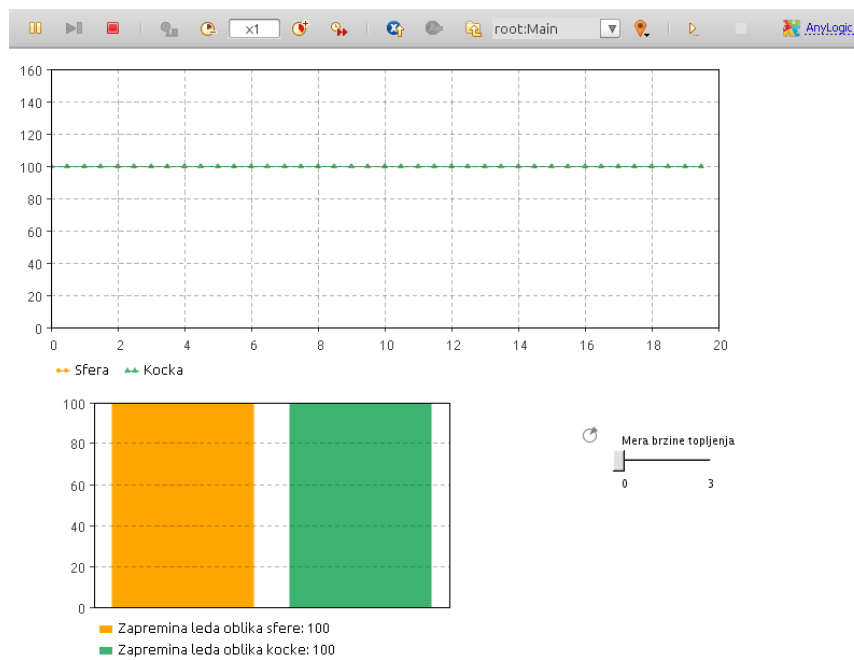 x1 root:Main AnyLogic
160
140
120
100
80
60
40
20
0
0 2 4 6 8 10 12 14 16 18 20
Sfera Kocka
100
80
60
40
20
0
Mera brzine topljenja
0 3
Zapremina leda oblika sfere: 100
Zapremina leda oblika kocke: 100